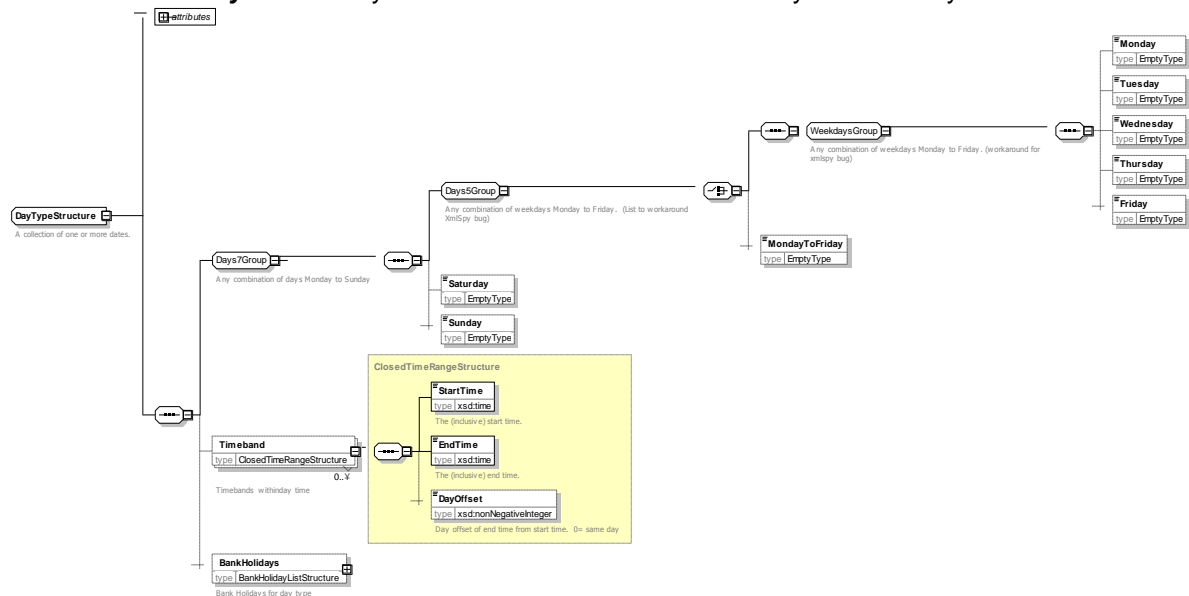 attributes
DayTypeStructure
A collection of one or more dates.
Days7Group
Any combination of days Monday to Sunday
Days5Group
Any combination of weekdays Monday to Friday. (List to workaround
XmlSpy bug)
WeekdaysGroup
Any combination of weekdays Monday to Friday. (workaround for
xmlspy bug)
Monday
type EmptyType
Tuesday
type EmptyType
Wednesday
type EmptyType
Thursday
type EmptyType
Friday
type EmptyType
MondayToFriday
type EmptyType
Saturday
type EmptyType
Sunday
type EmptyType
Timeband
type ClosedTimeRangeStructure
0..¥
Timebands withinday time
ClosedTimeRangeStructure
StartTime
type xsd:time
The (inclusive) start time.
EndTime
type xsd:time
The (inclusive) end time.
DayOffset
type xsd:nonNegativeInteger
Day offset of end time from start time. 0= same day
BankHolidays
type BankHolidayListStructure
Bank Holidays for day type